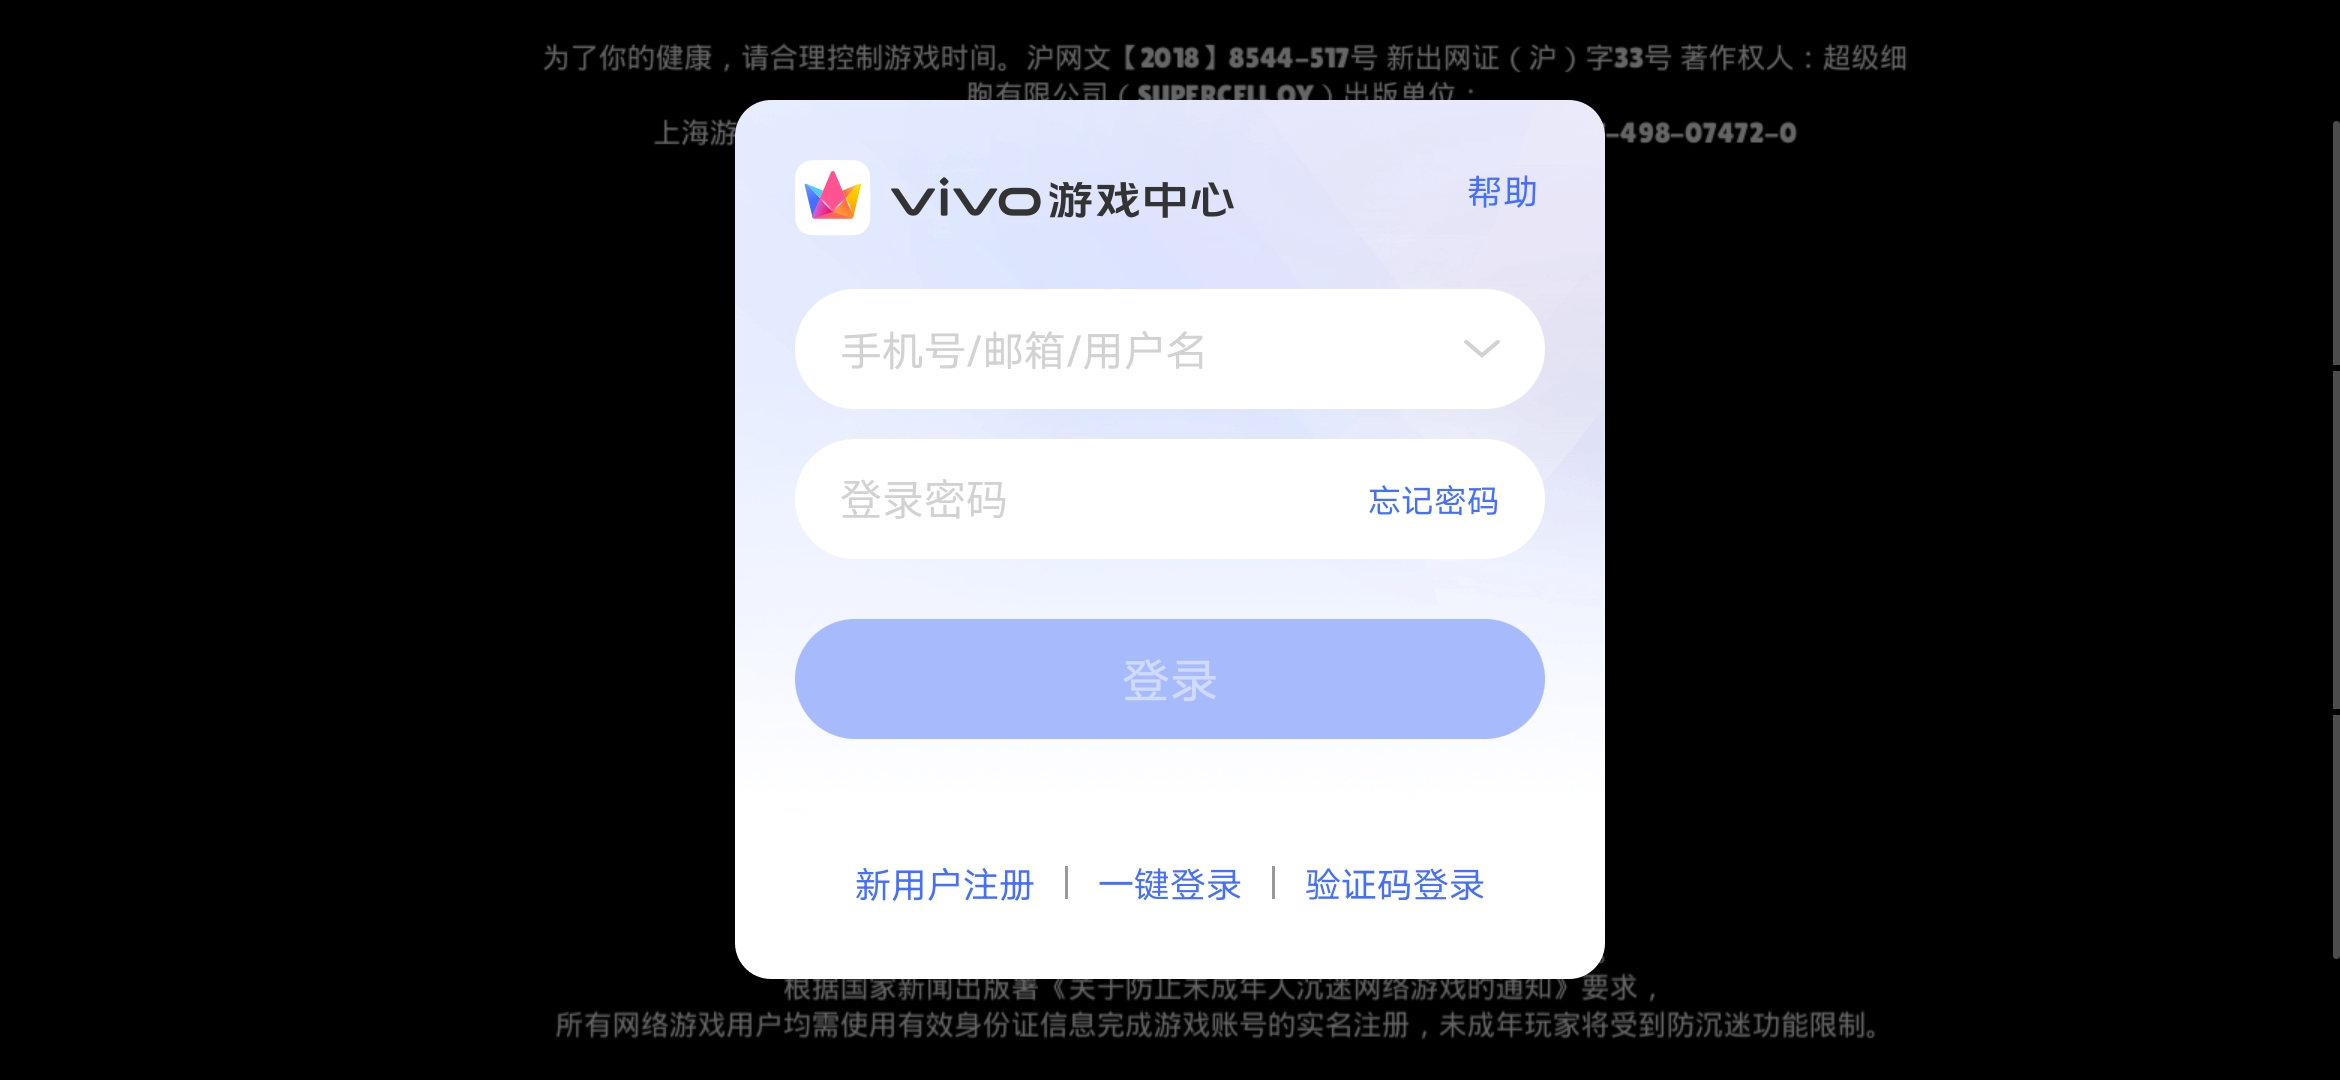 为了你的健康，请合理控制游戏时间。沪网文【2018】8544-517号 新出网证（沪）字33号 著作权人：超级细
胞有限公司（SUPERCELL OY）出版单位：
上海游
-498-07472-0
vivo游戏中心
帮助
手机号/邮箱/用户名
登录密码
忘记密码
登录
新用户注册 | 一键登录 | 验证码登录
根据国家新闻出版署《关于防止未成年人沉迷网络游戏的通知》要求，
所有网络游戏用户均需使用有效身份证信息完成游戏账号的实名注册，未成年玩家将受到防沉迷功能限制。